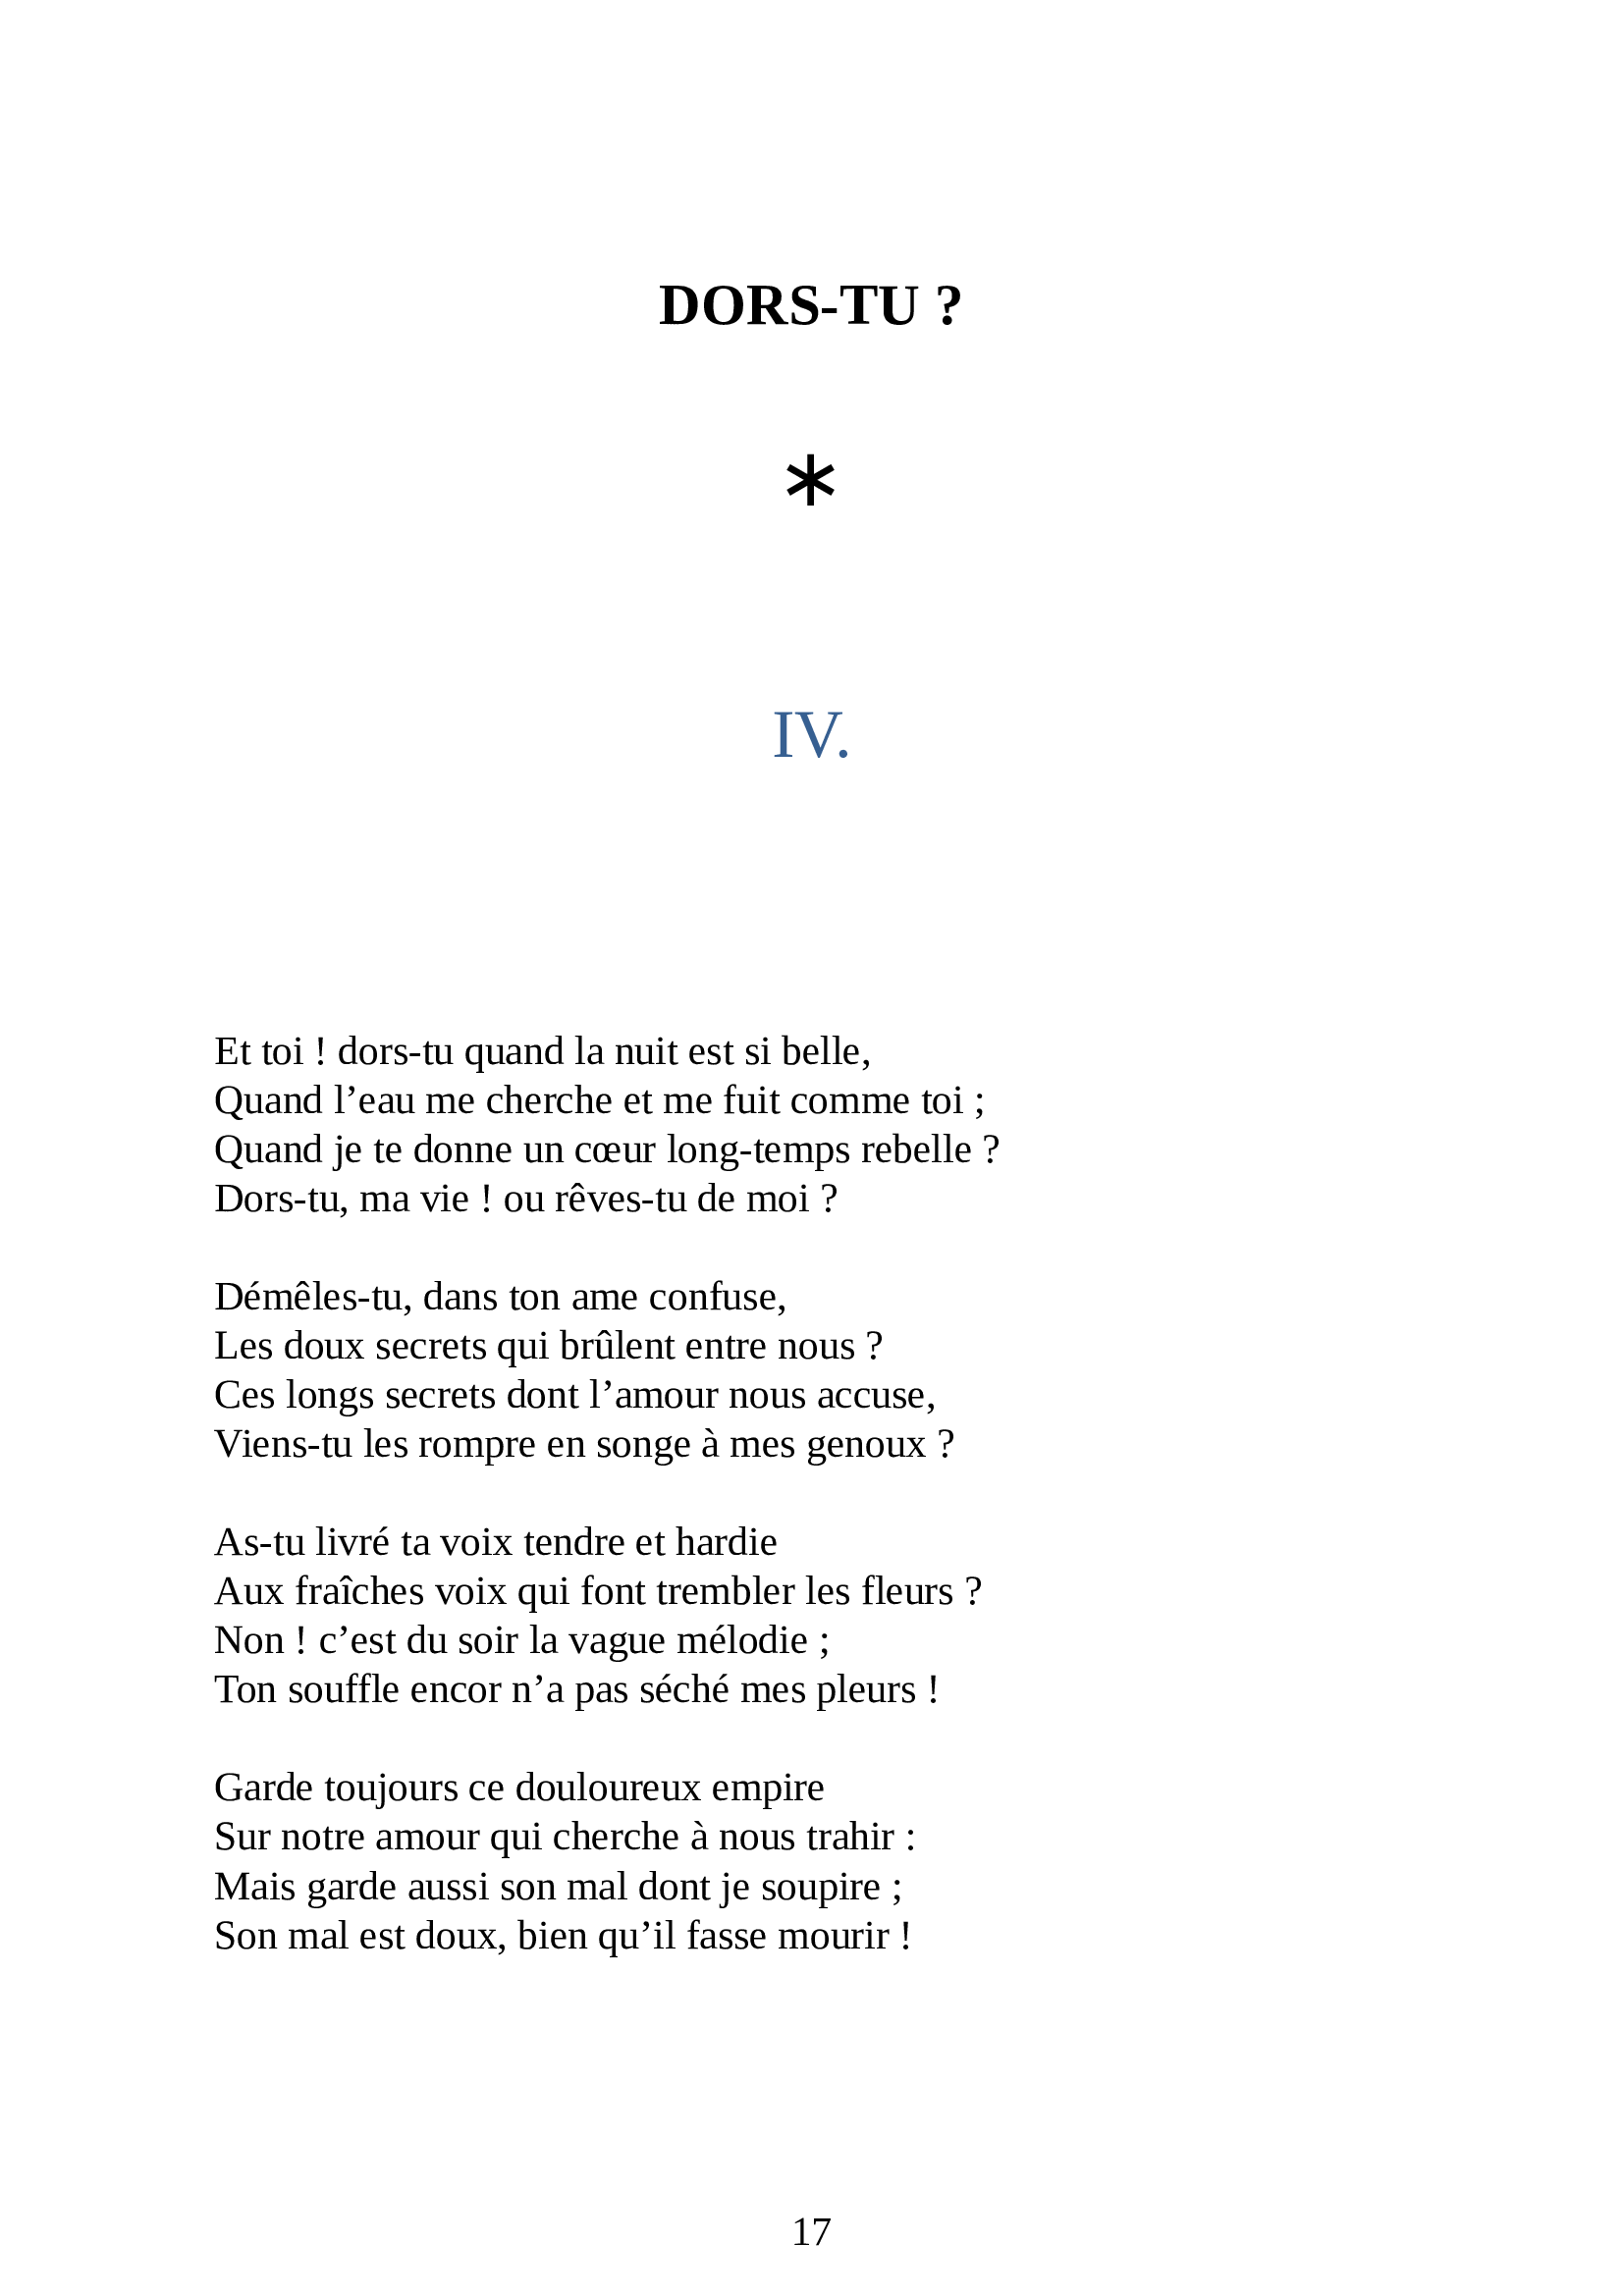 DORS-TU ?
*
IV.
Et toi ! dors-tu quand la nuit est si belle,
Quand l’eau me cherche et me fuit comme toi ;
Quand je te donne un cœur long-temps rebelle ?
Dors-tu, ma vie ! ou rêves-tu de moi ?
Démêles-tu, dans ton ame confuse,
Les doux secrets qui brûlent entre nous ?
Ces longs secrets dont l’amour nous accuse,
Viens-tu les rompre en songe à mes genoux ?
As-tu livré ta voix tendre et hardie
Aux fraîches voix qui font trembler les fleurs ?
Non ! c’est du soir la vague mélodie ;
Ton souffle encor n’a pas séché mes pleurs !
Garde toujours ce douloureux empire
Sur notre amour qui cherche à nous trahir :
Mais garde aussi son mal dont je soupire ;
Son mal est doux, bien qu’il fasse mourir !
17